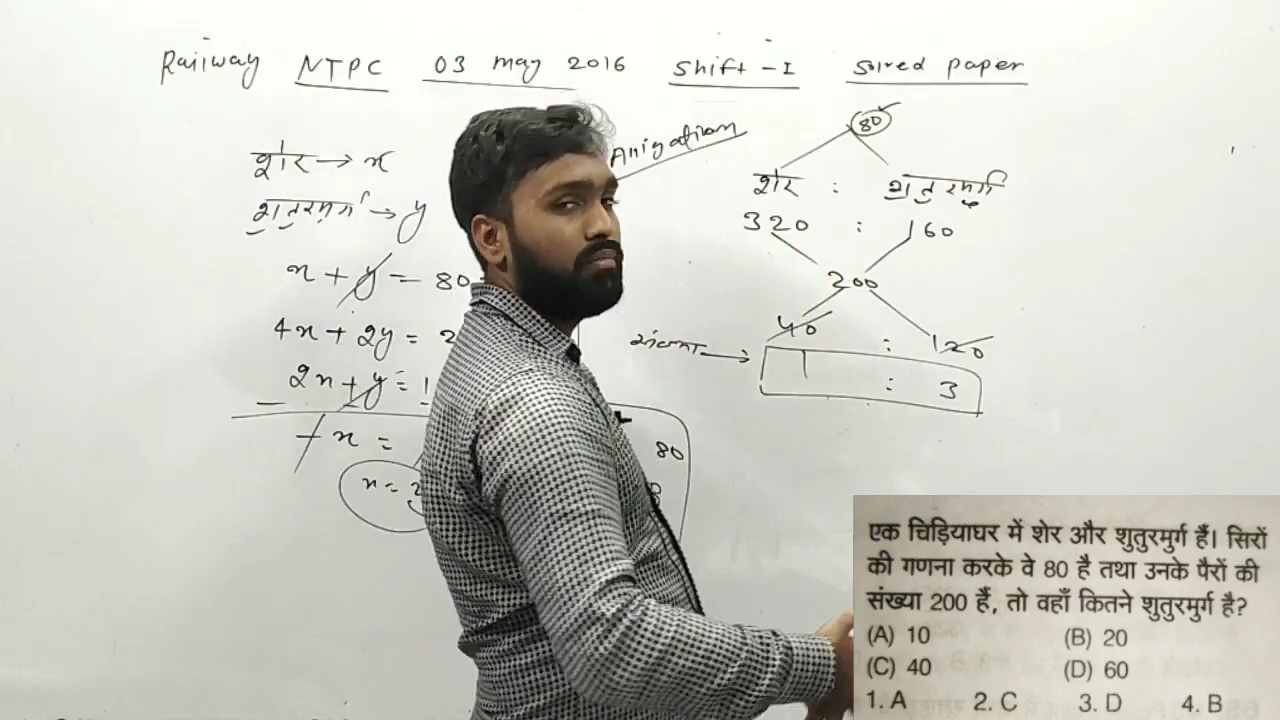 Railway NTPC 03 may 2016 Shift-I Solved paper
80
Alligation
शेर → x
शेर : शुतुरमुर्ग
शुतुरमुर्ग → y
320 : 160
x + y = 80
200
4x + 2y = 2
40 : 120
संख्या →
2x + y = 1
1 : 3
x =
80
x = 2
8
एक चिड़ियाघर में शेर और शुतुरमुर्ग हैं। सिरों
की गणना करके वे 80 है तथा उनके पैरों की
संख्या 200 हैं, तो वहाँ कितने शुतुरमुर्ग है?
(A) 10 (B) 20
(C) 40 (D) 60
1. A 2. C 3. D 4. B